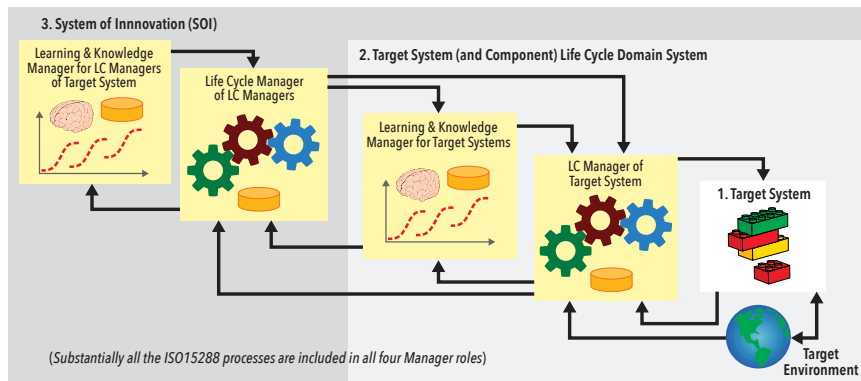 3. System of Innnovation (SOI)
Learning & Knowledge
Manager for LC Managers
of Target System
2. Target System (and Component) Life Cycle Domain System
Life Cycle Manager
of LC Managers
Learning & Knowledge
Manager for Target Systems
LC Manager of
Target System
1. Target System
Target
Environment
(Substantially all the ISO15288 processes are included in all four Manager roles)